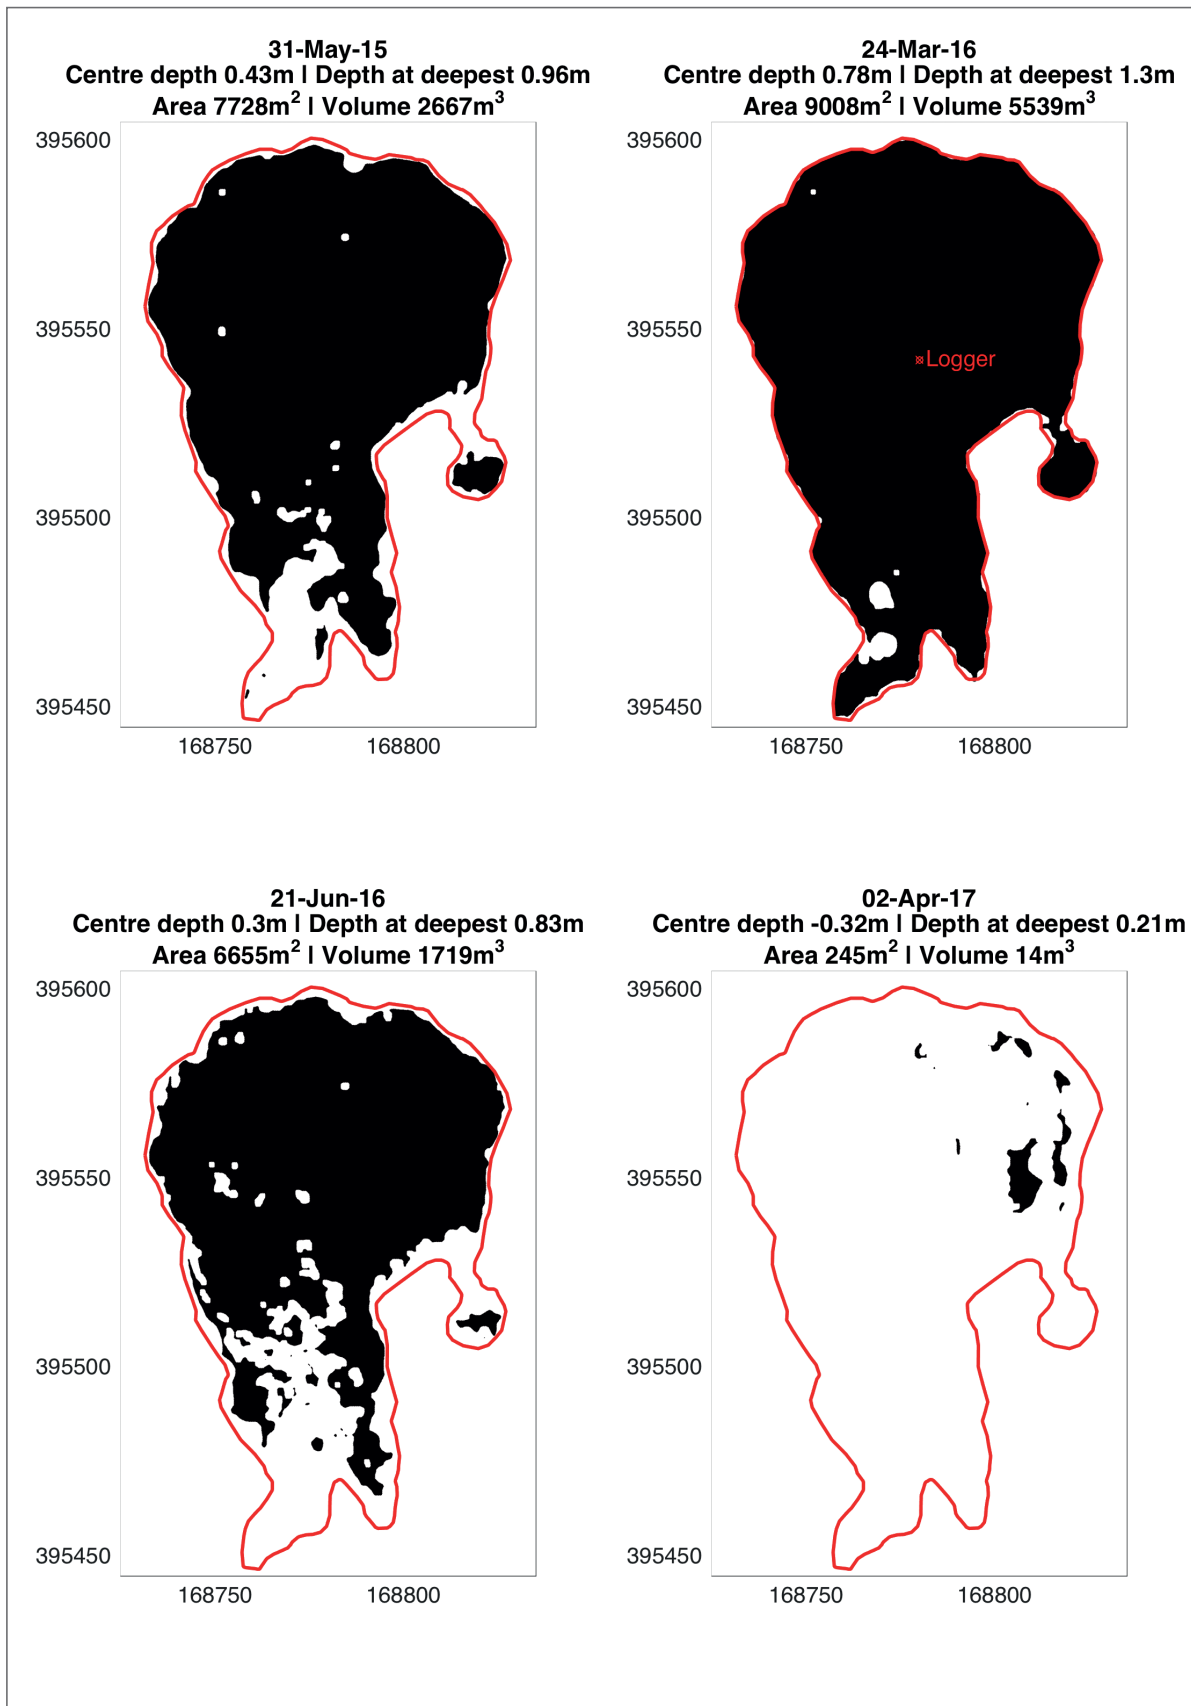 31-May-15
Centre depth 0.43m | Depth at deepest 0.96m
Area 7728m² | Volume 2667m³
395600
395550
395500
395450
168750 168800
24-Mar-16
Centre depth 0.78m | Depth at deepest 1.3m
Area 9008m² | Volume 5539m³
395600
395550
Logger
395500
395450
168750 168800
21-Jun-16
Centre depth 0.3m | Depth at deepest 0.83m
Area 6655m² | Volume 1719m³
395600
395550
395500
395450
168750 168800
02-Apr-17
Centre depth -0.32m | Depth at deepest 0.21m
Area 245m² | Volume 14m³
395600
395550
395500
395450
168750 168800